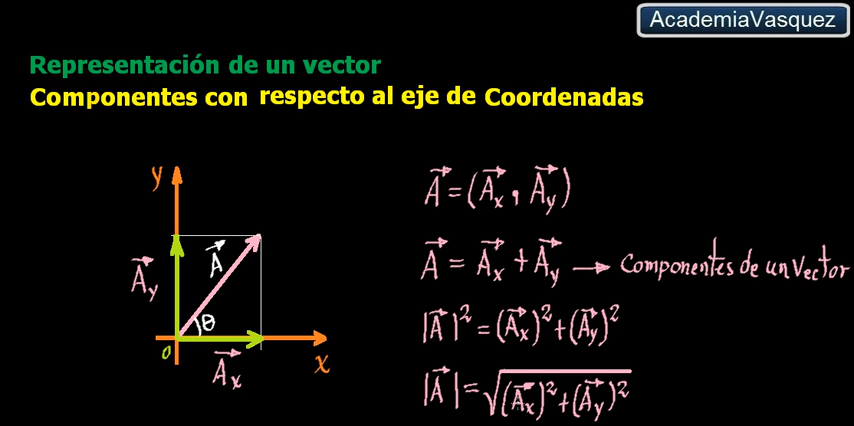 AcademiaVasquez
Representación de un vector
Componentes con respecto al eje de Coordenadas
y
A⃗
A⃗y
θ
0
A⃗x
x
A⃗ = (A⃗x , A⃗y)
A⃗ = A⃗x + A⃗y → Componentes de un Vector
|A⃗|² = (A⃗x)² + (A⃗y)²
|A⃗| = √((A⃗x)² + (A⃗y)²)